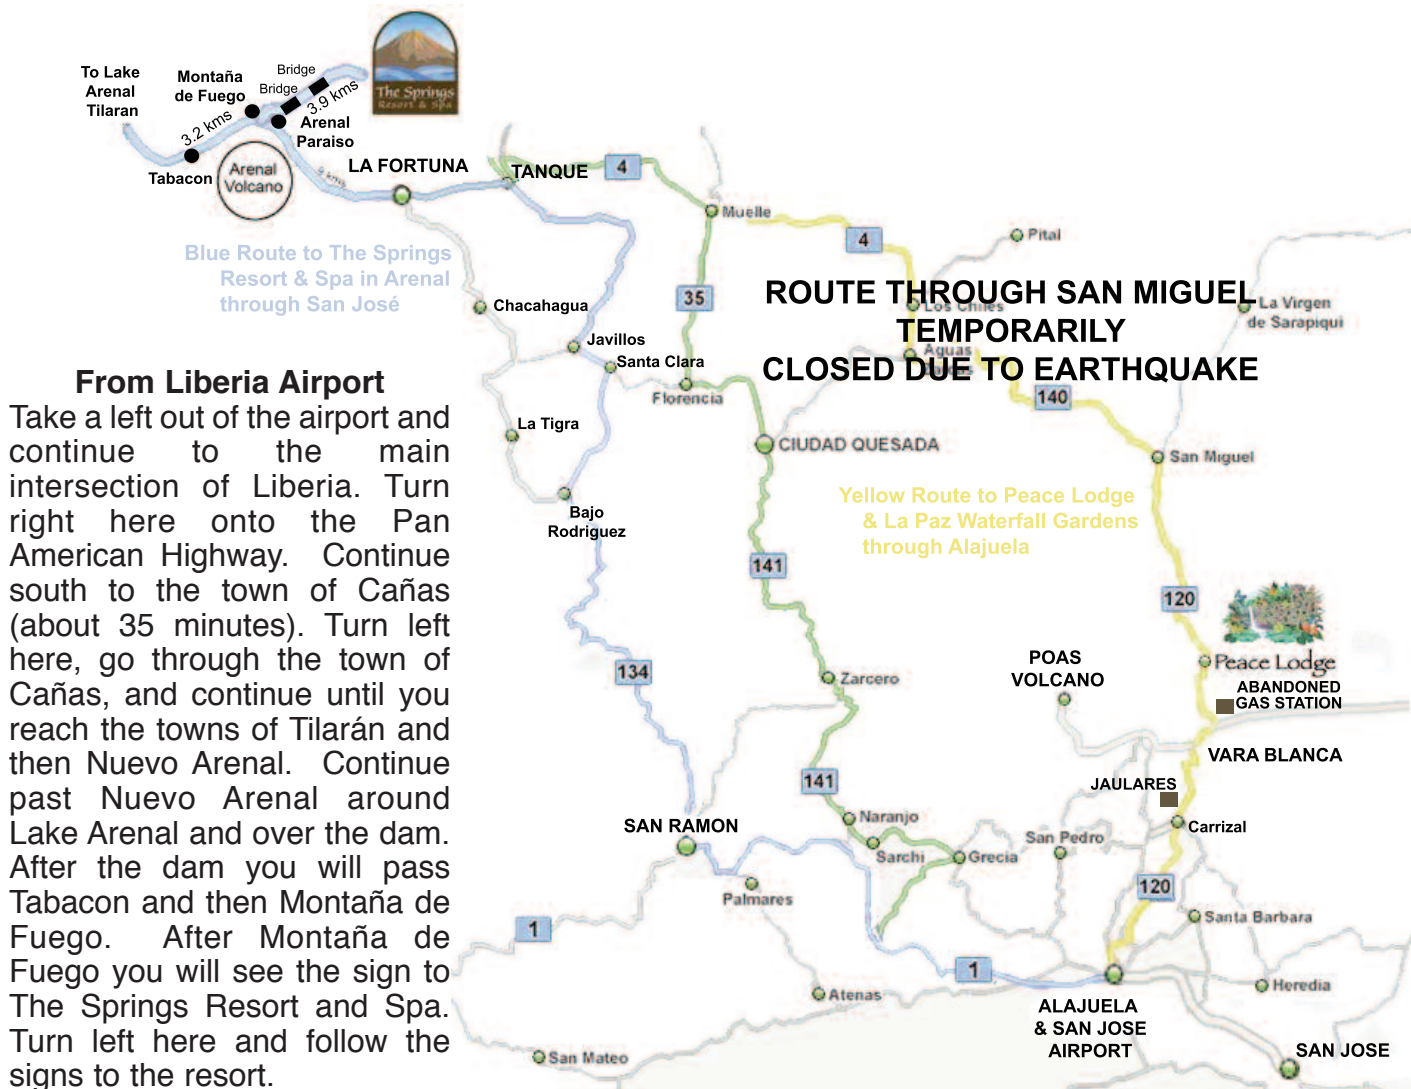 The Springs
Resort & Spa
To Lake
Arenal
Tilaran
Montaña
de Fuego
Bridge
Bridge
3.9 kms
3.2 kms
Arenal
Paraiso
Tabacon
Arenal
Volcano
9 kms
LA FORTUNA
TANQUE
4
Muelle
4
Pital
Blue Route to The Springs
Resort & Spa in Arenal
through San José
35
ROUTE THROUGH SAN MIGUEL
TEMPORARILY
CLOSED DUE TO EARTHQUAKE
Los Chiles
La Virgen
de Sarapiqui
Chacahagua
Javillos
Santa Clara
Aguas
Florencia
140
La Tigra
CIUDAD QUESADA
San Miguel
Bajo
Rodriguez
Yellow Route to Peace Lodge
& La Paz Waterfall Gardens
through Alajuela
141
120
134
Zarcero
POAS
VOLCANO
Peace Lodge
ABANDONED
GAS STATION
VARA BLANCA
141
JAULARES
SAN RAMON
Naranjo
Sarchi
Grecia
San Pedro
Carrizal
Palmares
120
Santa Barbara
1
1
Atenas
Heredia
ALAJUELA
& SAN JOSE
AIRPORT
San Mateo
SAN JOSE
From Liberia Airport
Take a left out of the airport and
continue to the main
intersection of Liberia. Turn
right here onto the Pan
American Highway. Continue
south to the town of Cañas
(about 35 minutes). Turn left
here, go through the town of
Cañas, and continue until you
reach the towns of Tilarán and
then Nuevo Arenal. Continue
past Nuevo Arenal around
Lake Arenal and over the dam.
After the dam you will pass
Tabacon and then Montaña de
Fuego. After Montaña de
Fuego you will see the sign to
The Springs Resort and Spa.
Turn left here and follow the
signs to the resort.